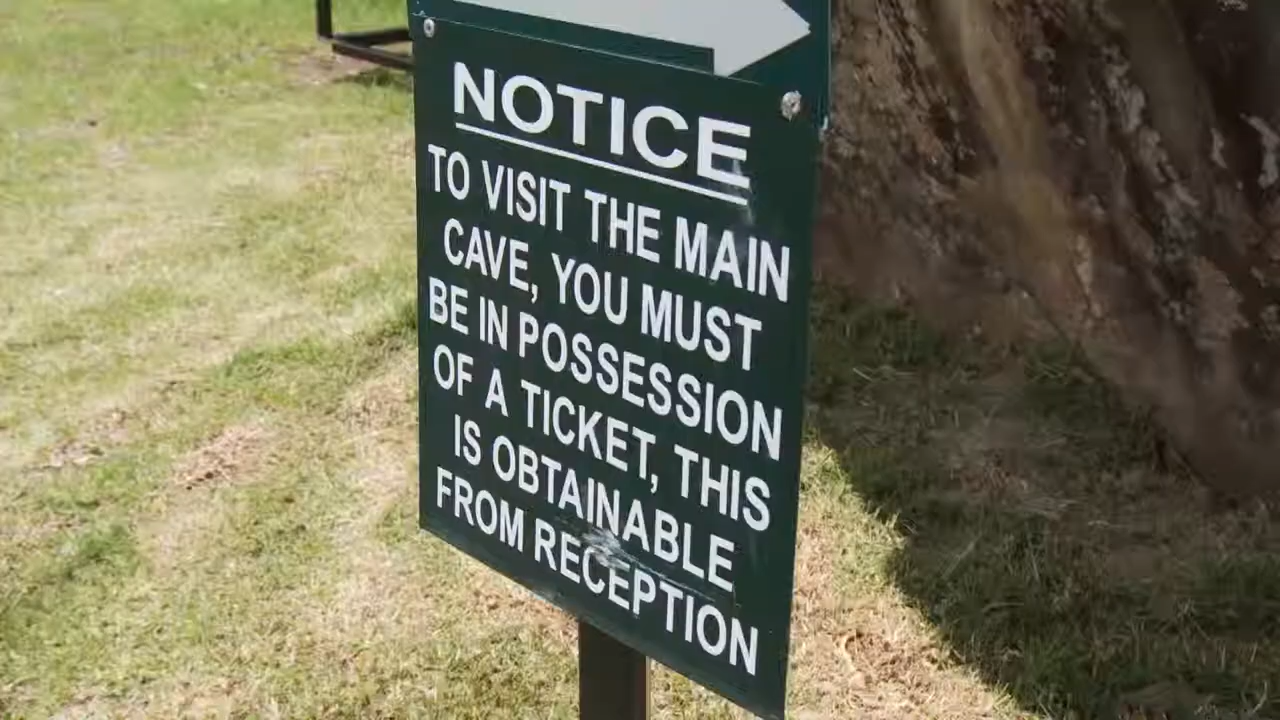 NOTICE
TO VISIT THE MAIN
CAVE, YOU MUST
BE IN POSSESSION
OF A TICKET, THIS
IS OBTAINABLE
FROM RECEPTION